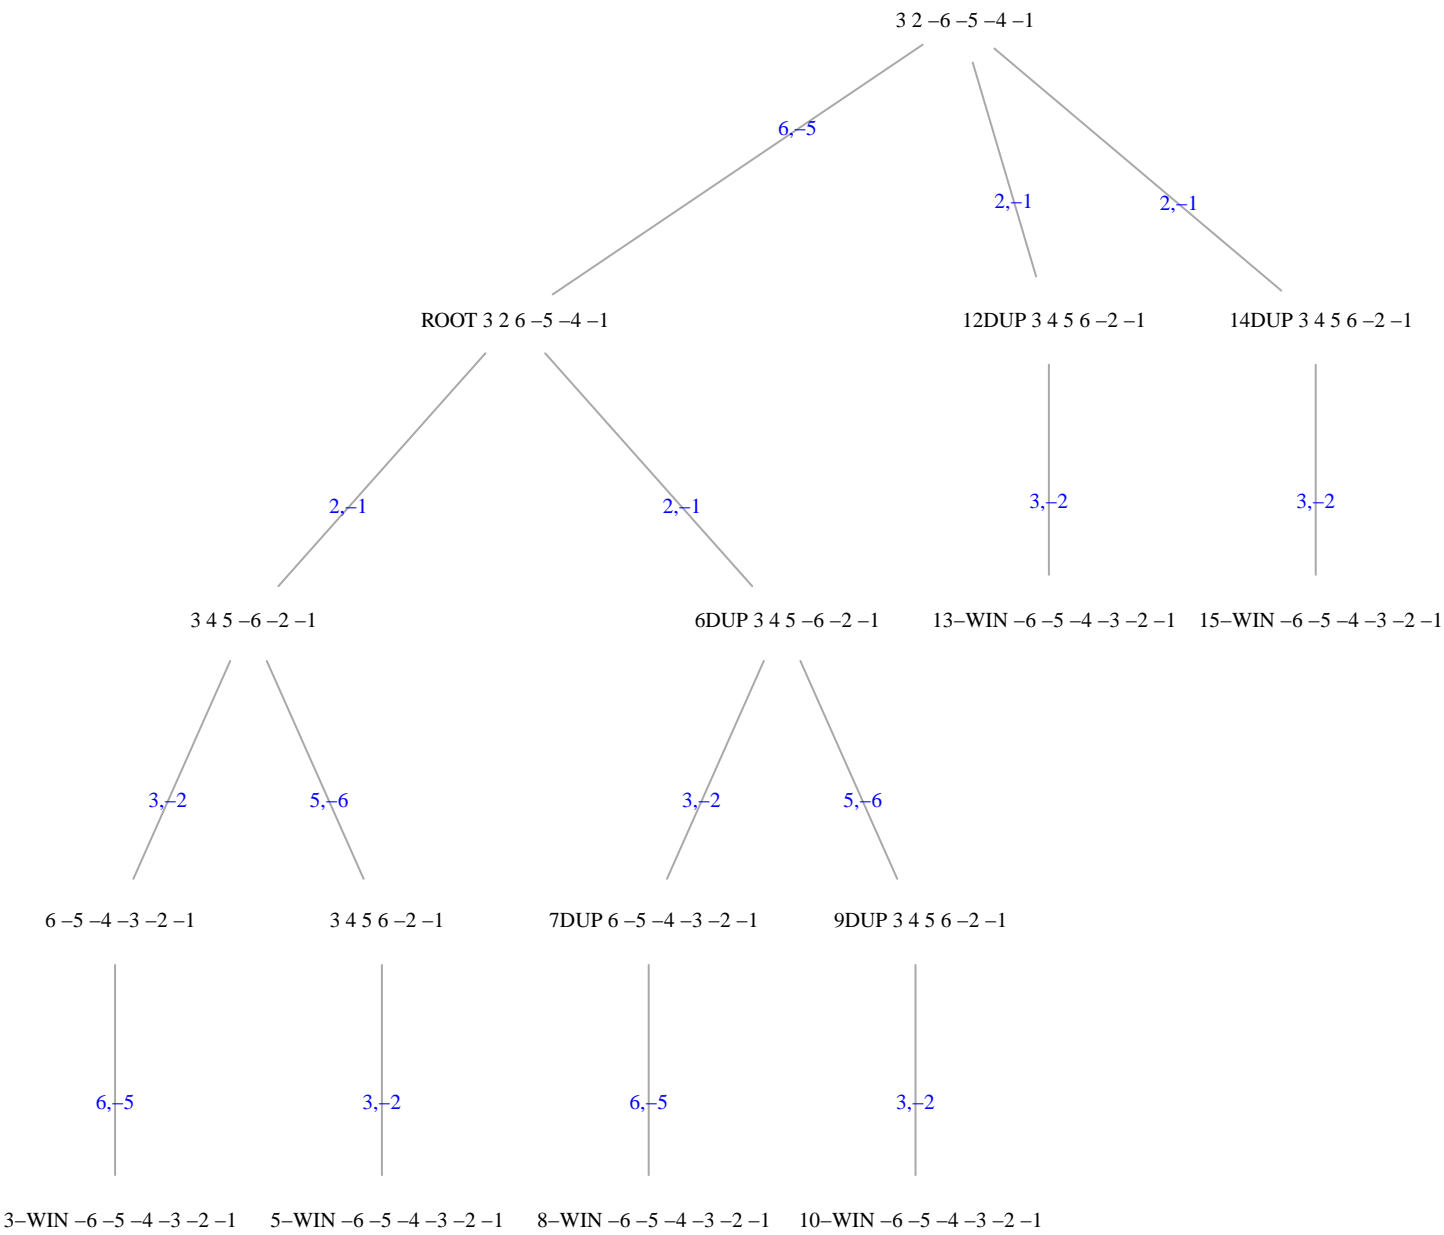 3 2 –6 –5 –4 –1
6,–5
2,–1
2,–1
ROOT 3 2 6 –5 –4 –1
12DUP 3 4 5 6 –2 –1
14DUP 3 4 5 6 –2 –1
2,–1
2,–1
3,–2
3,–2
3 4 5 –6 –2 –1
6DUP 3 4 5 –6 –2 –1
13–WIN –6 –5 –4 –3 –2 –1
15–WIN –6 –5 –4 –3 –2 –1
3,–2
5,–6
3,–2
5,–6
6 –5 –4 –3 –2 –1
3 4 5 6 –2 –1
7DUP 6 –5 –4 –3 –2 –1
9DUP 3 4 5 6 –2 –1
6,–5
3,–2
6,–5
3,–2
3–WIN –6 –5 –4 –3 –2 –1
5–WIN –6 –5 –4 –3 –2 –1
8–WIN –6 –5 –4 –3 –2 –1
10–WIN –6 –5 –4 –3 –2 –1